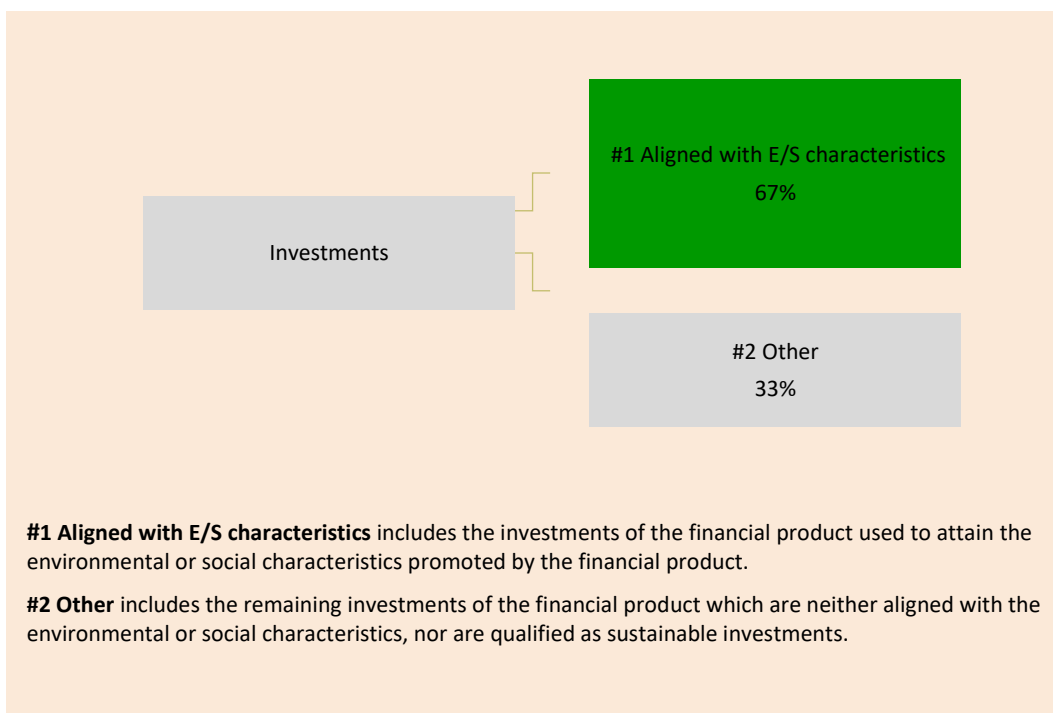 #1 Aligned with E/S characteristics
67%
Investments
#2 Other
33%
#1 Aligned with E/S characteristics includes the investments of the financial product used to attain the
environmental or social characteristics promoted by the financial product.
#2 Other includes the remaining investments of the financial product which are neither aligned with the
environmental or social characteristics, nor are qualified as sustainable investments.